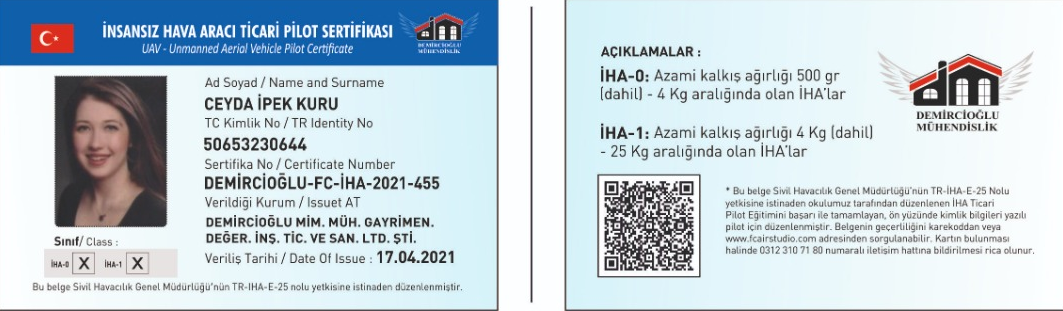 İNSANSIZ HAVA ARACI TİCARİ PİLOT SERTİFİKASI
UAV - Unmanned Aerial Vehicle Pilot Certificate
DEMİRCİOĞLU
MÜHENDİSLİK
Ad Soyad / Name and Surname
CEYDA İPEK KURU
TC Kimlik No / TR Identity No
50653230644
Sertifika No / Certificate Number
DEMİRCİOĞLU-FC-İHA-2021-455
Verildiği Kurum / Issuet AT
DEMİRCİOĞLU MİM. MÜH. GAYRİMEN.
DEĞER. İNŞ. TİC. VE SAN. LTD. ŞTİ.
Veriliş Tarihi / Date Of Issue : 17.04.2021
Sınıf/ Class :
İHA-0 X İHA-1 X
Bu belge Sivil Havacılık Genel Müdürlüğü'nün TR-IHA-E-25 nolu yetkisine istinaden düzenlenmiştir.
AÇIKLAMALAR :
İHA-0: Azami kalkış ağırlığı 500 gr
(dahil) - 4 Kg aralığında olan İHA'lar
İHA-1: Azami kalkış ağırlığı 4 Kg (dahil)
- 25 Kg aralığında olan İHA'lar
DEMİRCİOĞLU
MÜHENDİSLİK
* Bu belge Sivil Havacılık Genel Müdürlüğü'nün TR-İHA-E-25 Nolu
yetkisine istinaden okulumuz tarafından düzenlenen İHA Ticari
Pilot Eğitimini başarı ile tamamlayan, ön yüzünde kimlik bilgileri yazılı
pilot için düzenlenmiştir. Belgenin geçerliliğini karekoddan veya
www.fcairstudio.com adresinden sorgulanabilir. Kartın bulunması
halinde 0312 310 71 80 numaralı iletişim hattına bildirilmesi rica olunur.